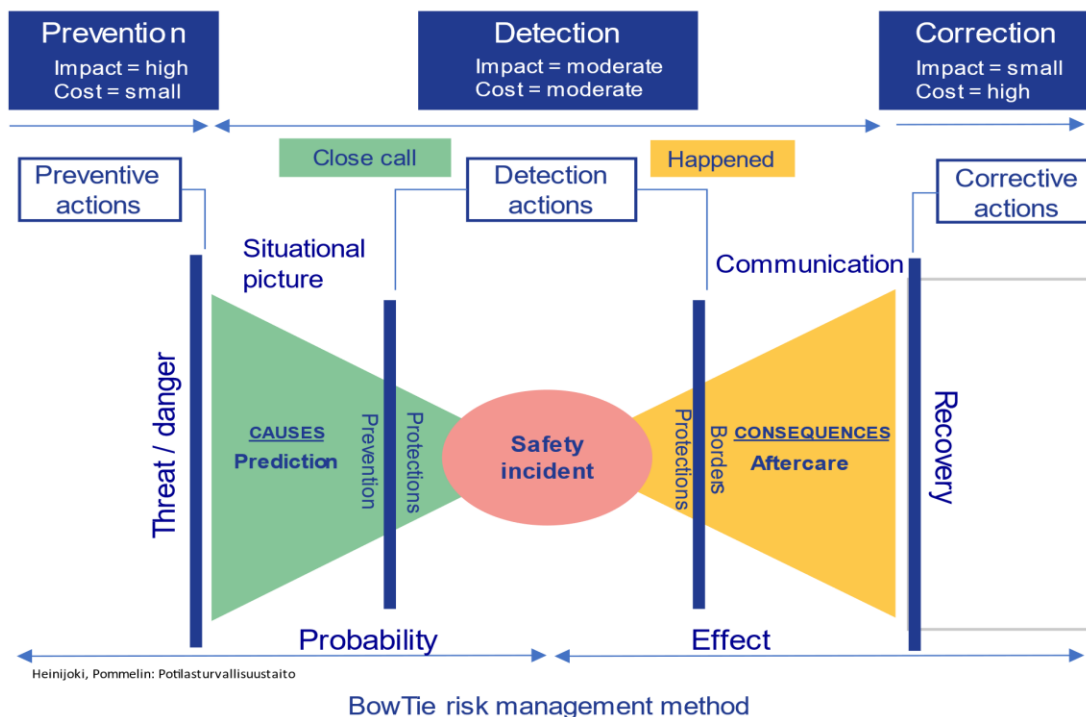 Prevention
Impact = high
Cost = small
Detection
Impact = moderate
Cost = moderate
Correction
Impact = small
Cost = high
Close call
Happened
Preventive
actions
Detection
actions
Corrective
actions
Situational
picture
Communication
Threat / danger
CAUSES
Prediction
Prevention
Protections
Safety
incident
Protections
Borders
CONSEQUENCES
Aftercare
Recovery
Probability
Effect
Heinijoki, Pommelin: Potilasturvallisuustaito
BowTie risk management method